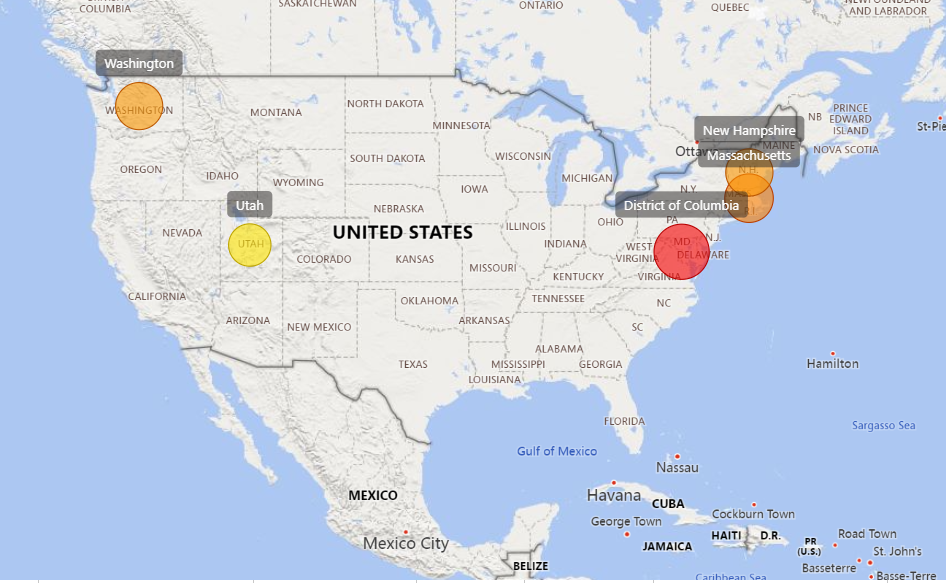 SASKATCHEWAN
ONTARIO
QUEBEC
AND LABRADOR
COLUMBIA
Washington
WASHINGTON
MONTANA
NORTH DAKOTA
MINNESOTA
PRINCE
EDWARD
ISLAND
NB
St-Pie
New Hampshire
Ottaw
MAINE
NOVA SCOTIA
Massachusetts
OREGON
IDAHO
SOUTH DAKOTA
WISCONSIN
MICHIGAN
N.H.
WYOMING
IOWA
N.Y.
MA
R.I.
Utah
District of Columbia
NEBRASKA
PA
NEVADA
UNITED STATES
ILLINOIS
OHIO
N.J.
UTAH
COLORADO
KANSAS
INDIANA
WEST
VIRGINIA
MD
DELAWARE
MISSOURI
KENTUCKY
VIRGINIA
CALIFORNIA
OKLAHOMA
TENNESSEE
NC
ARIZONA
NEW MEXICO
ARKANSAS
SC
ALABAMA
TEXAS
MISSISSIPPI
GEORGIA
LOUISIANA
Hamilton
FLORIDA
Sargasso Sea
Gulf of Mexico
Nassau
MEXICO
Havana
CUBA
Cockburn Town
George Town
Mexico City
JAMAICA
HAITI
D.R.
PR
(U.S.)
Road Town
St. John's
Basseterre
BELIZE
Caribbean Sea
Basse-Terre